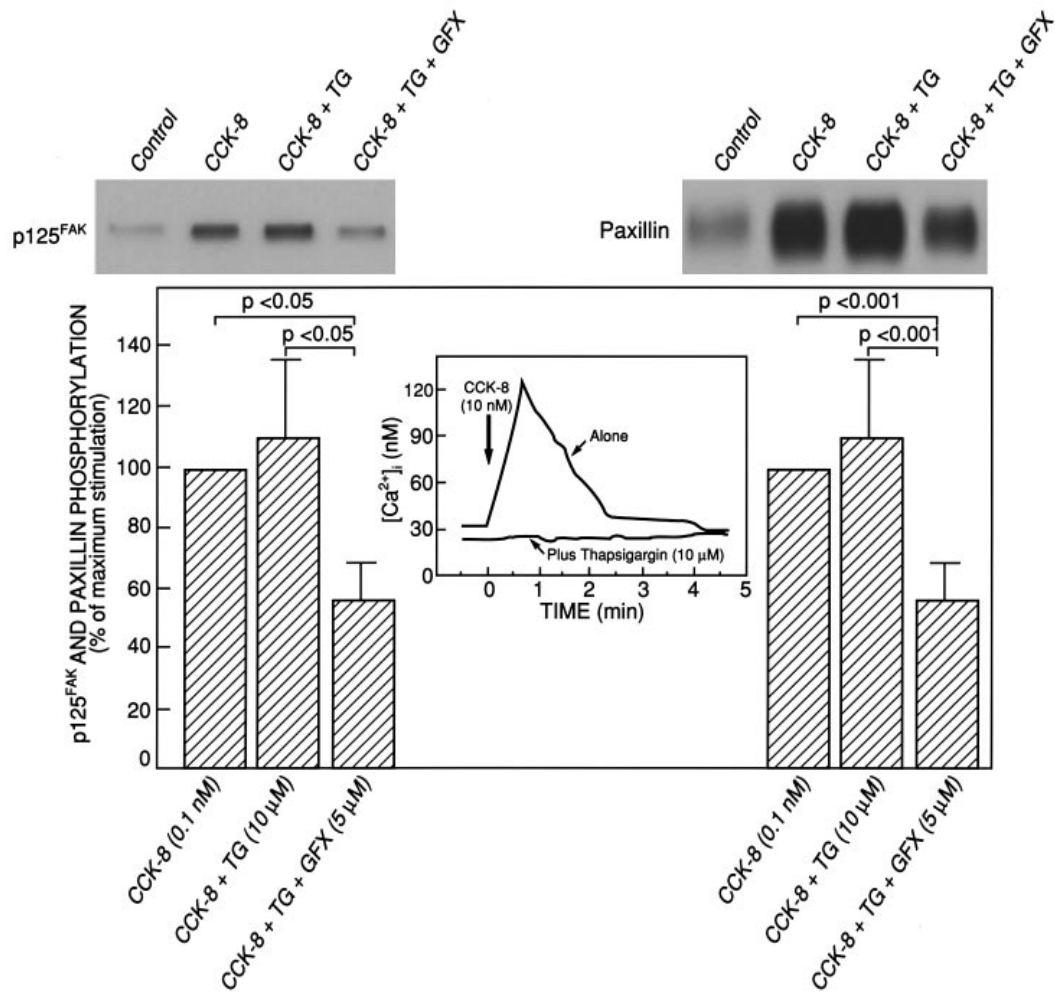 Control
CCK-8
CCK-8 + TG
CCK-8 + TG + GFX
p125FAK
Control
CCK-8
CCK-8 + TG
CCK-8 + TG + GFX
Paxillin
p125FAK AND PAXILLIN PHOSPHORYLATION
(% of maximum stimulation)
140
120
100
80
60
40
20
0
p <0.05
p <0.05
p <0.001
p <0.001
[Ca2+]i (nM)
120
90
60
30
0
CCK-8
(10 nM)
Alone
Plus Thapsigargin (10 μM)
0 1 2 3 4 5
TIME (min)
CCK-8 (0.1 nM)
CCK-8 + TG (10 μM)
CCK-8 + TG + GFX (5 μM)
CCK-8 (0.1 nM)
CCK-8 + TG (10 μM)
CCK-8 + TG + GFX (5 μM)